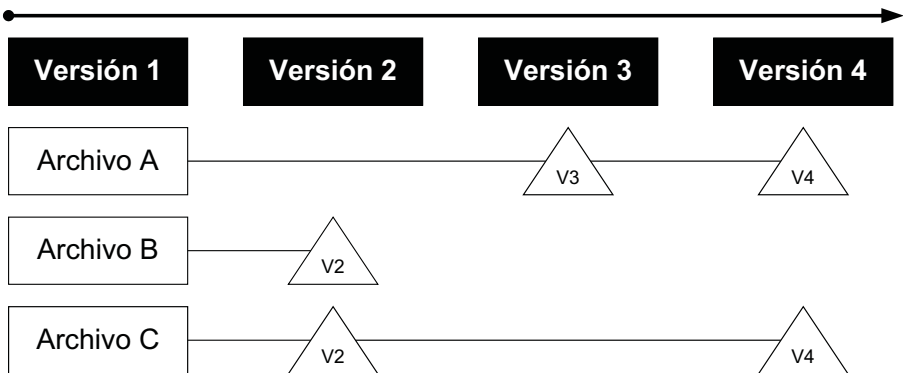 Versión 1 Versión 2 Versión 3 Versión 4
Archivo A V3 V4
Archivo B V2
Archivo C V2 V4